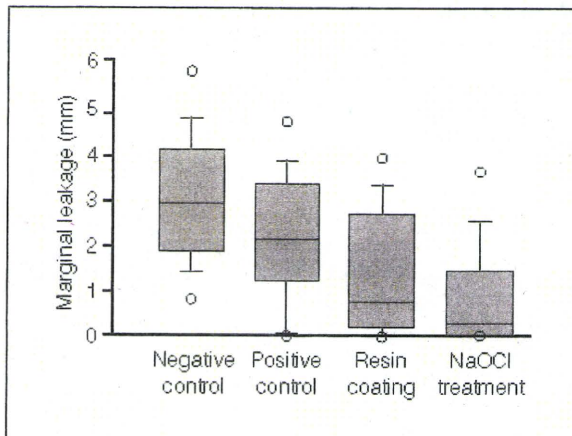 6
5
4
3
2
1
0
Marginal leakage (mm)
Negative control
Positive control
Resin coating
NaOCl treatment